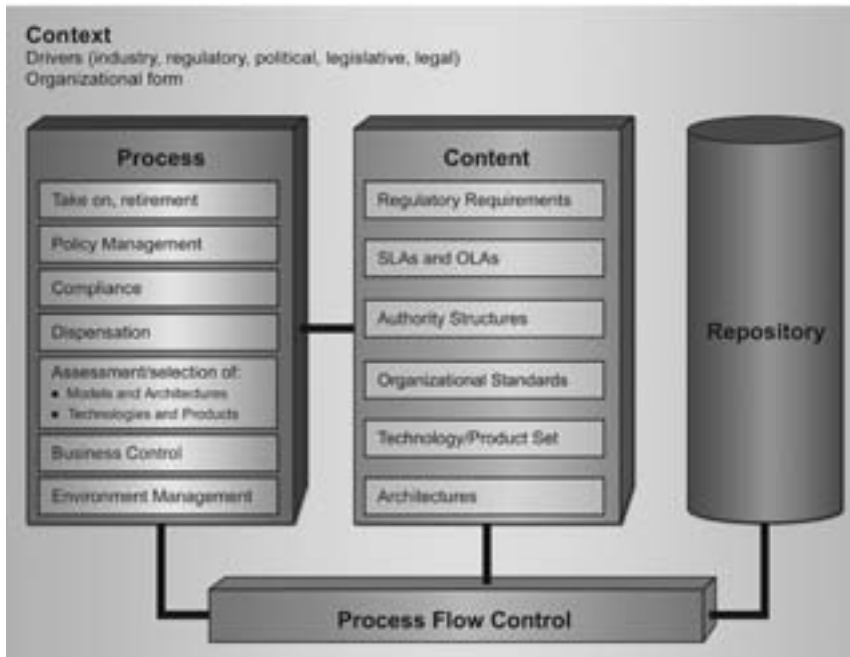 Context
Drivers (industry, regulatory, political, legislative, legal)
Organizational form
Process
Take on, retirement
Policy Management
Compliance
Dispensation
Assessment/selection of:
• Models and Architectures
• Technologies and Products
Business Control
Environment Management
Content
Regulatory Requirements
SLAs and OLAs
Authority Structures
Organizational Standards
Technology/Product Set
Architectures
Repository
Process Flow Control